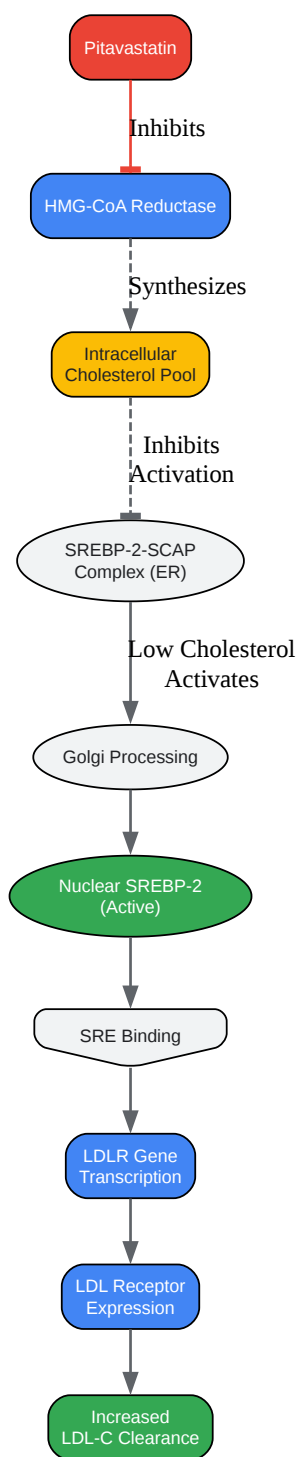 Pitavastatin
Inhibits
HMG-CoA Reductase
Synthesizes
Intracellular
Cholesterol Pool
Inhibits
Activation
SREBP-2-SCAP
Complex (ER)
Low Cholesterol
Activates
Golgi Processing
Nuclear SREBP-2
(Active)
SRE Binding
LDLR Gene
Transcription
LDL Receptor
Expression
Increased
LDL-C Clearance